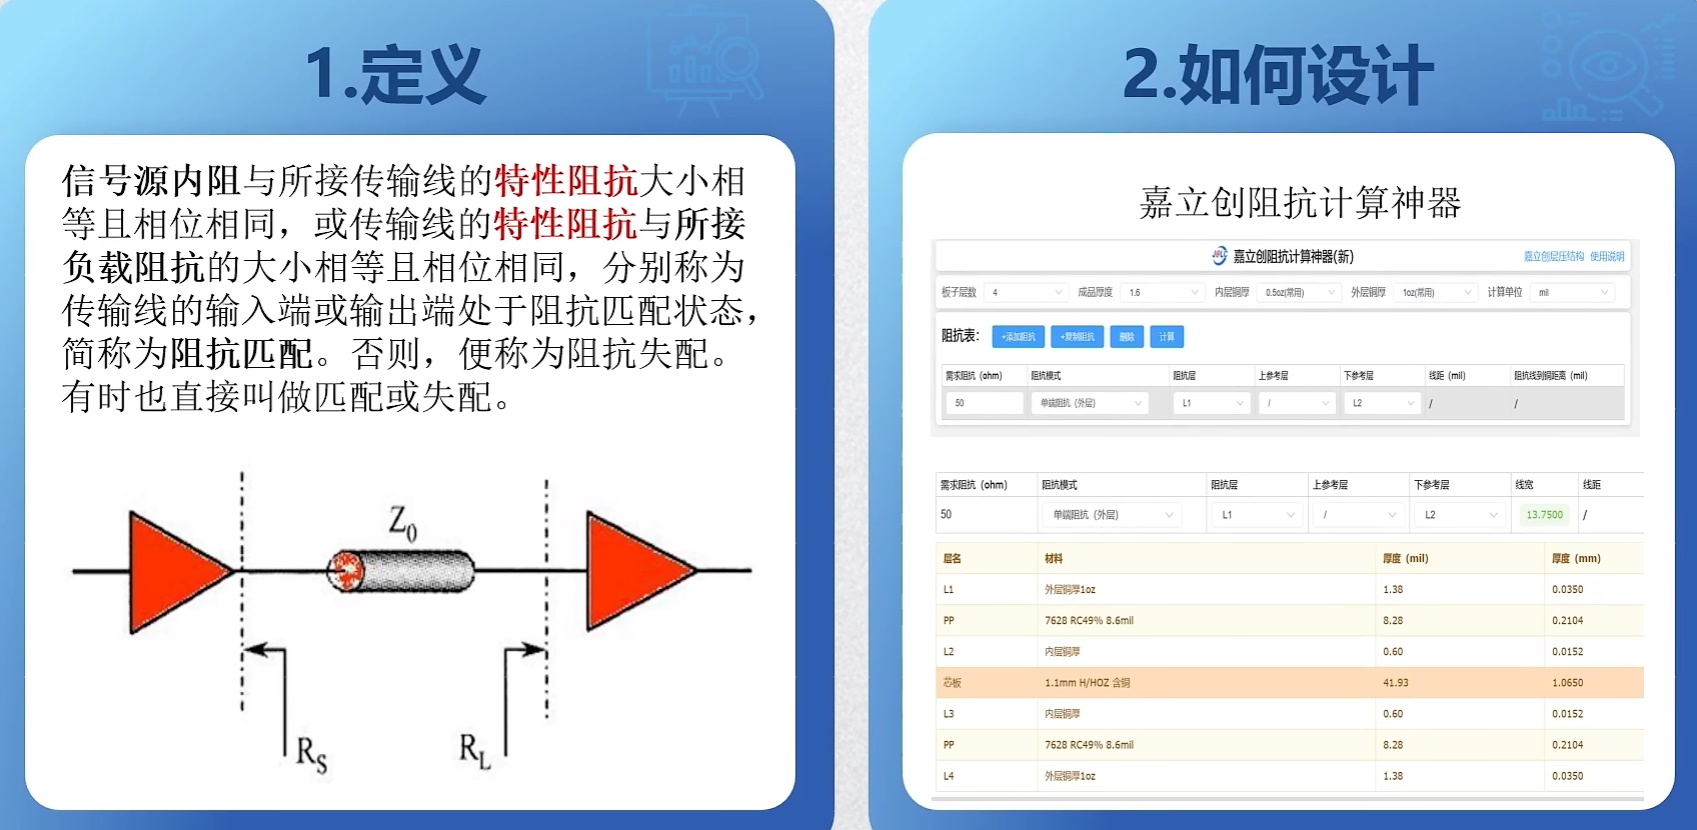 1.定义
信号源内阻与所接传输线的特性阻抗大小相
等且相位相同，或传输线的特性阻抗与所接
负载阻抗的大小相等且相位相同，分别称为
传输线的输入端或输出端处于阻抗匹配状态，
简称为阻抗匹配。否则，便称为阻抗失配。
有时也直接叫做匹配或失配。
Z0
RS
RL
2.如何设计
嘉立创阻抗计算神器
JLC 嘉立创阻抗计算神器(新) 嘉立创层压结构 使用说明
板子层数 4 成品厚度 1.6 内层铜厚 0.5oz(常用) 外层铜厚 1oz(常用) 计算单位 mil
阻抗表： +添加阻抗 +复制阻抗 删除 计算
需求阻抗 (ohm) 阻抗模式 阻抗层 上参考层 下参考层 线距 (mil) 阻抗线到铜距离 (mil)
50 单端阻抗 (外层) L1 / L2 / /
需求阻抗 (ohm) 阻抗模式 阻抗层 上参考层 下参考层 线宽 线距
50 单端阻抗 (外层) L1 / L2 13.7500 /
层名 材料 厚度 (mil) 厚度 (mm)
L1 外层铜厚1oz 1.38 0.0350
PP 7628 RC49% 8.6mil 8.28 0.2104
L2 内层铜厚 0.60 0.0152
芯板 1.1mm H/HOZ 含铜 41.93 1.0650
L3 内层铜厚 0.60 0.0152
PP 7628 RC49% 8.6mil 8.28 0.2104
L4 外层铜厚1oz 1.38 0.0350